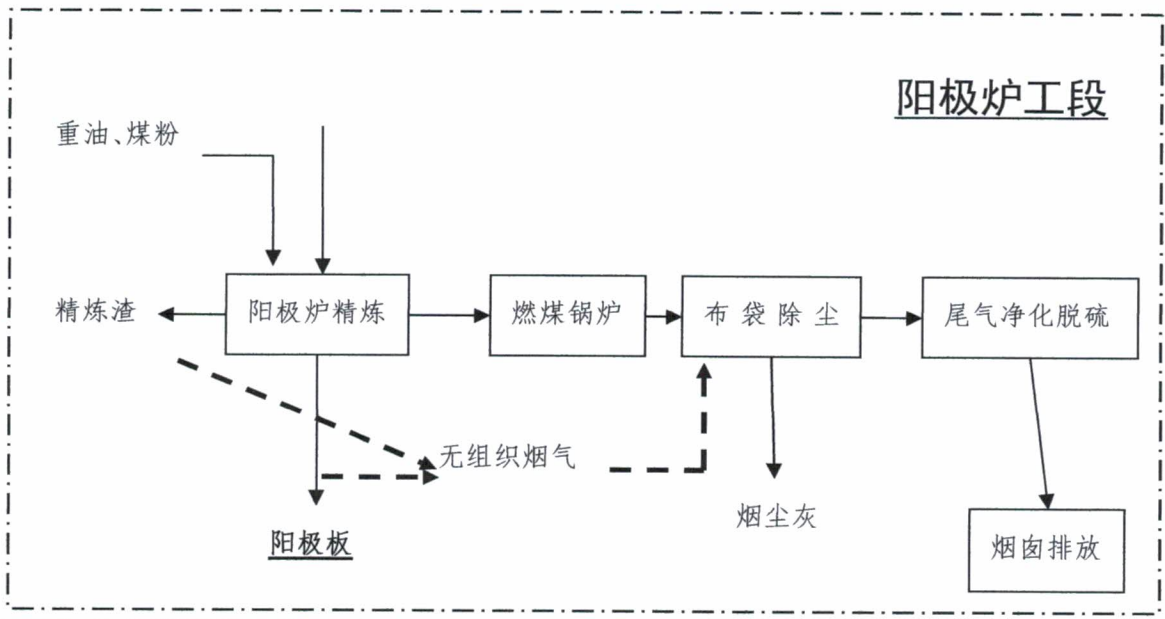 阳极炉工段
重油、煤粉
精炼渣
阳极炉精炼
燃煤锅炉
布袋除尘
尾气净化脱硫
无组织烟气
烟尘灰
阳极板
烟囱排放